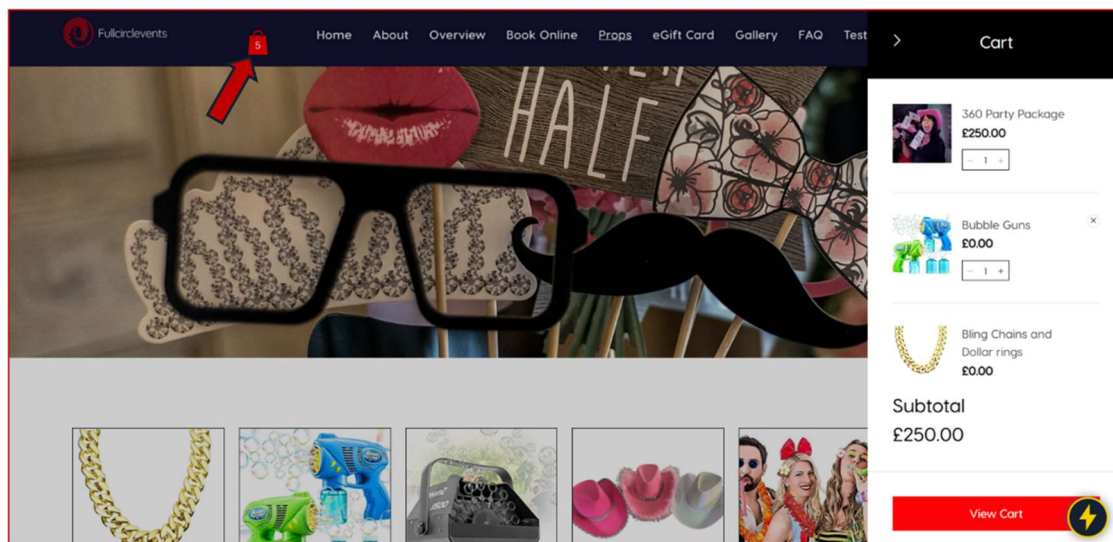 Fullcirclevents
5
Home About Overview Book Online Props eGift Card Gallery FAQ Test
Cart
HALF
360 Party Package
£250.00
- 1 +
Bubble Guns
£0.00
- 1 +
Bling Chains and
Dollar rings
£0.00
Subtotal
£250.00
View Cart